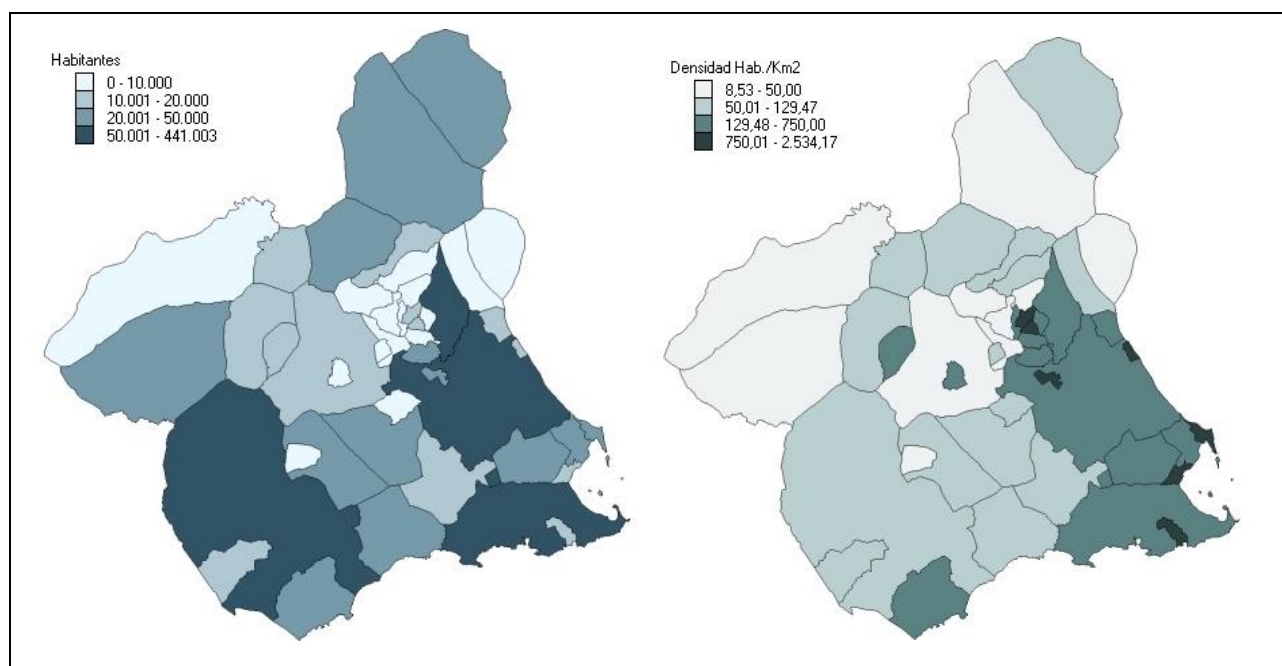 Habitantes
0 - 10.000
10.001 - 20.000
20.001 - 50.000
50.001 - 441.003
Densidad Hab./Km2
8,53 - 50,00
50,01 - 129,47
129,48 - 750,00
750,01 - 2.534,17